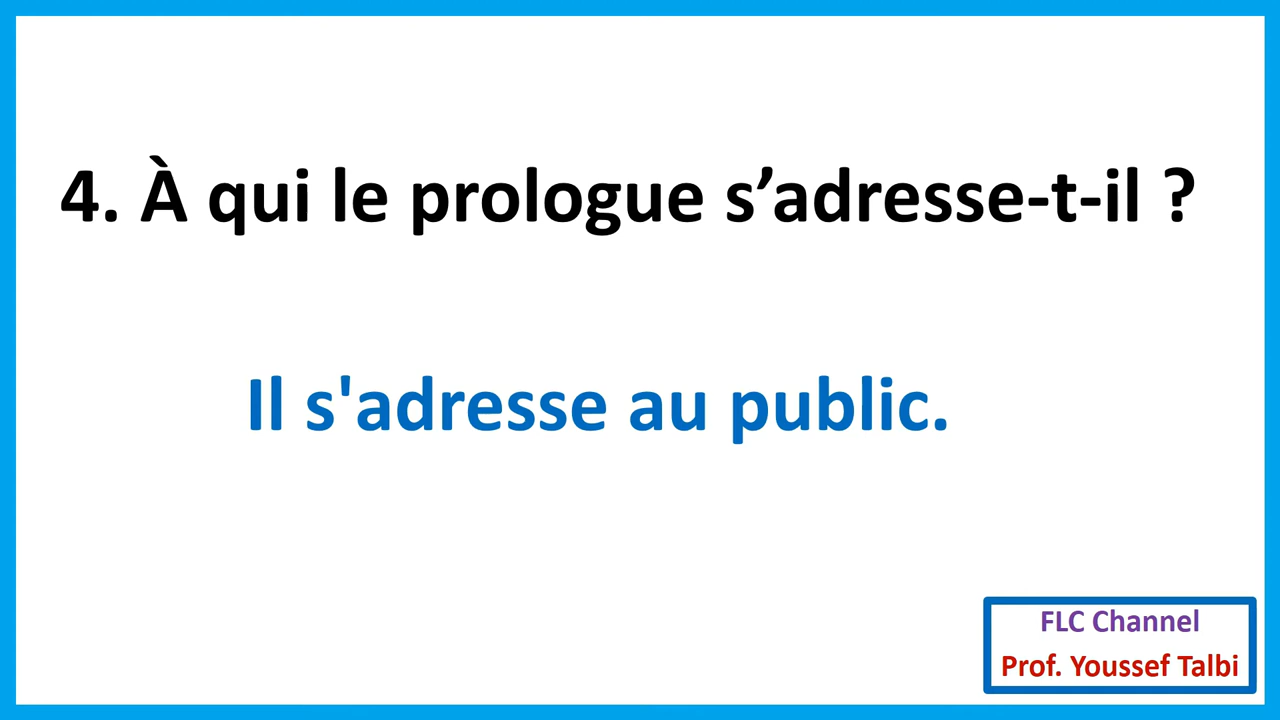 4. À qui le prologue s’adresse-t-il ?
Il s'adresse au public.
FLC Channel
Prof. Youssef Talbi